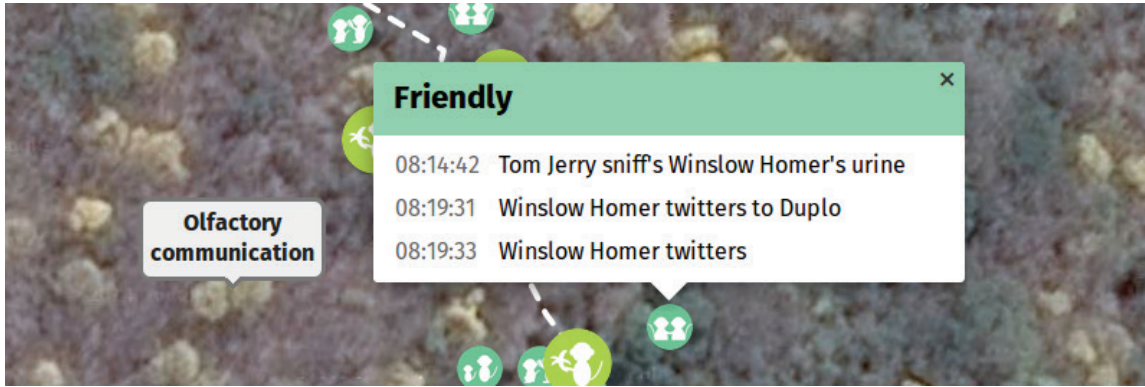 Friendly
×
08:14:42 Tom Jerry sniff's Winslow Homer's urine
08:19:31 Winslow Homer twitters to Duplo
08:19:33 Winslow Homer twitters
Olfactory
communication